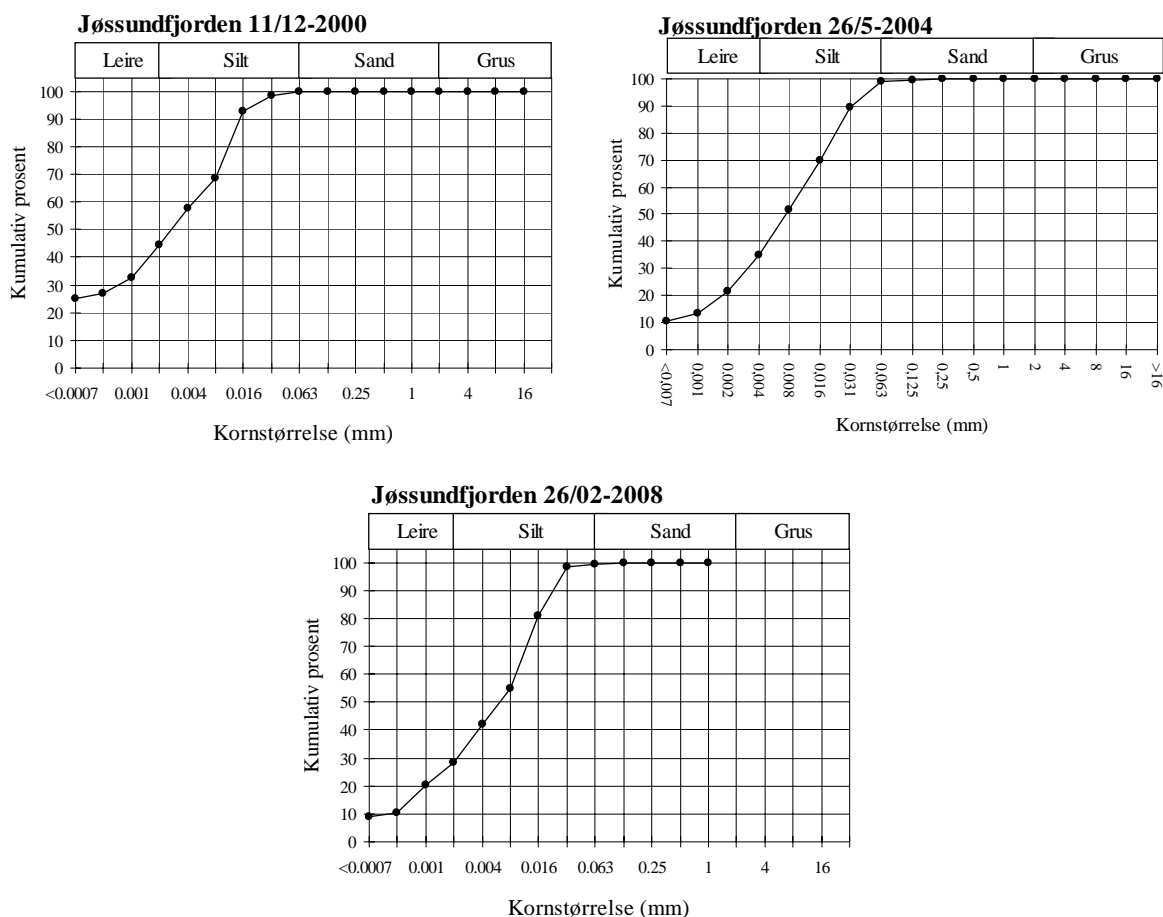 Jøssundfjorden 11/12-2000
Leire Silt Sand Grus
100
90
80
70
60
50
40
30
20
10
0
Kumulativ prosent
<0.0007 0.001 0.004 0.016 0.063 0.25 1 4 16
Kornstørrelse (mm)
Jøssundfjorden 26/5-2004
Leire Silt Sand Grus
100
90
80
70
60
50
40
30
20
10
0
Kumulativ prosent
<0.007 0.001 0.002 0.004 0.008 0.016 0,031 0,063 0,125 0,25 0,5 1 2 4 8 16 >16
Kornstørrelse (mm)
Jøssundfjorden 26/02-2008
Leire Silt Sand Grus
100
90
80
70
60
50
40
30
20
10
0
Kumulativ prosent
<0.0007 0.001 0.004 0.016 0.063 0.25 1 4 16
Kornstørrelse (mm)